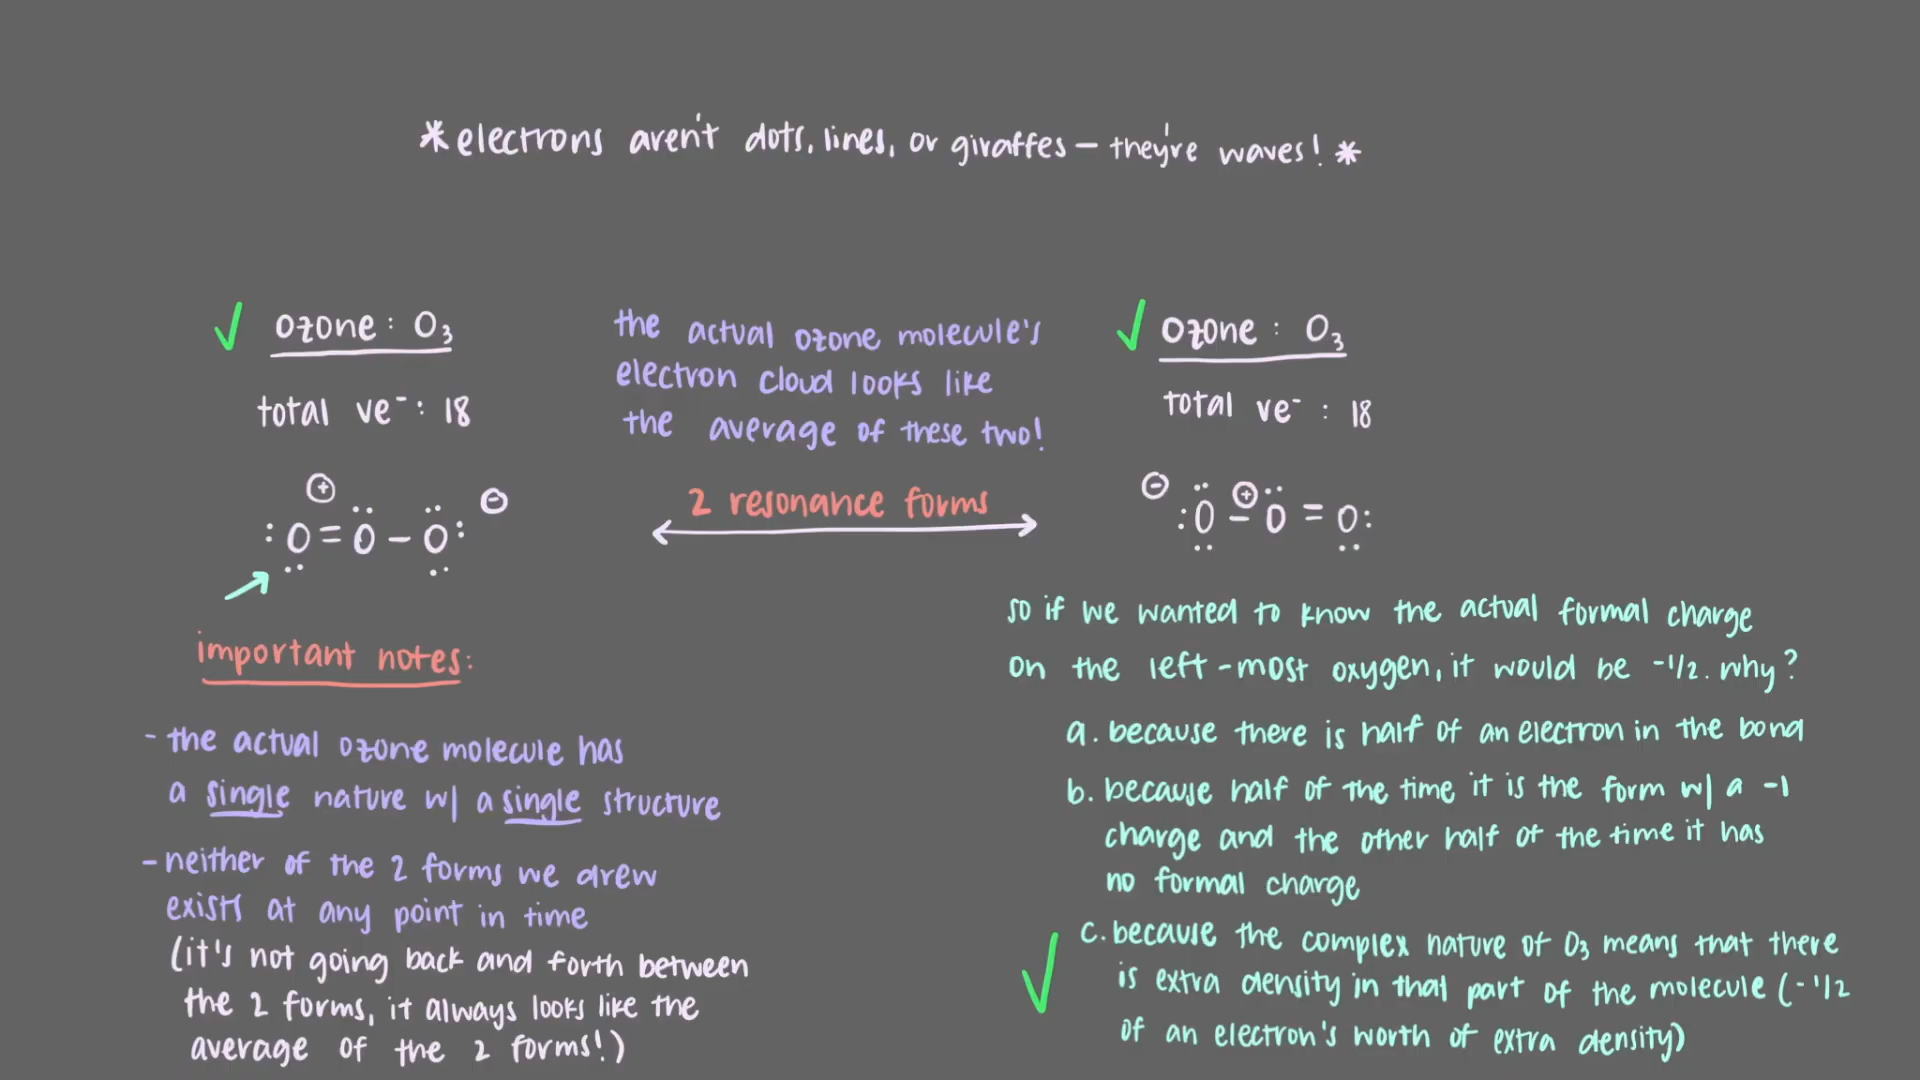 *electrons aren't dots, lines, or giraffes – they're waves! *
ozone : O₃
total ve⁻ : 18
⊕ ⊖
:O = O – O:
the actual ozone molecule's
electron cloud looks like
the average of these two!
2 resonance forms
ozone : O₃
total ve⁻ : 18
⊖ ⊕
:O – O = O:
important notes:
- the actual ozone molecule has
a single nature w/ a single structure
- neither of the 2 forms we drew
exists at any point in time
(it's not going back and forth between
the 2 forms, it always looks like the
average of the 2 forms!)
so if we wanted to know the actual formal charge
on the left-most oxygen, it would be -1/2. why?
a. because there is half of an electron in the bond
b. because half of the time it is the form w/ a -1
charge and the other half of the time it has
no formal charge
c. because the complex nature of O₃ means that there
is extra density in that part of the molecule (-1/2
of an electron's worth of extra density)